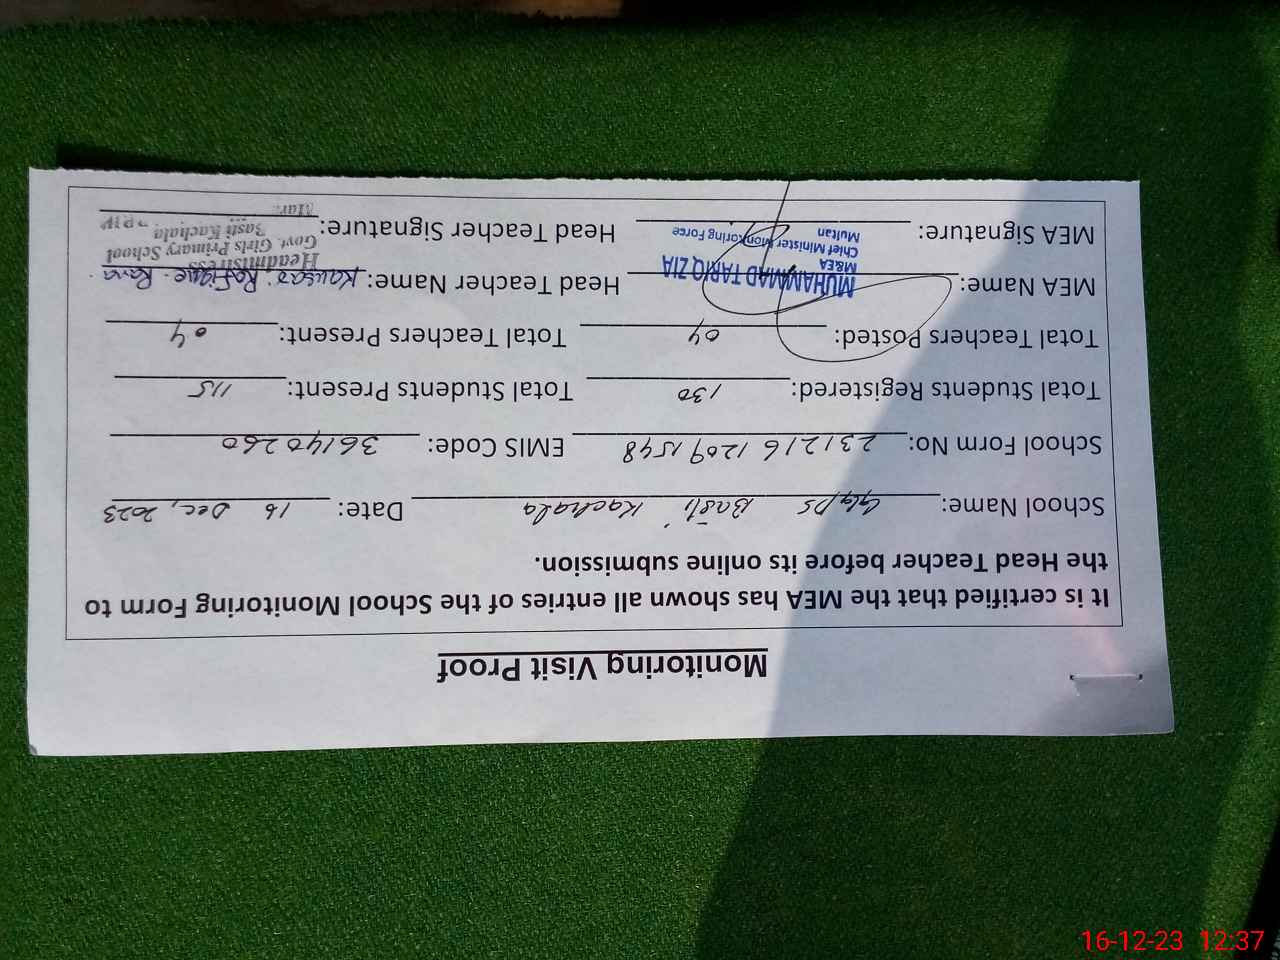 Monitoring Visit Proof
It is certified that the MEA has shown all entries of the School Monitoring Form to
the Head Teacher before its online submission.
School Name: GGPS Basti Kachala Date: 16 Dec, 2023
School Form No: 2312161209 1548 EMIS Code: 36140260
Total Students Registered: 130 Total Students Present: 115
Total Teachers Posted: 04 Total Teachers Present: 04
MEA Name: MUHAMMAD TARIQ ZIA Head Teacher Name: Kausar Rafique
M&EA
Chief Minister Monitoring Force
Multan
Headmistress
Govt. Girls Primary School
Basti Kachala
MEA Signature: Head Teacher Signature:
16-12-23 12:37